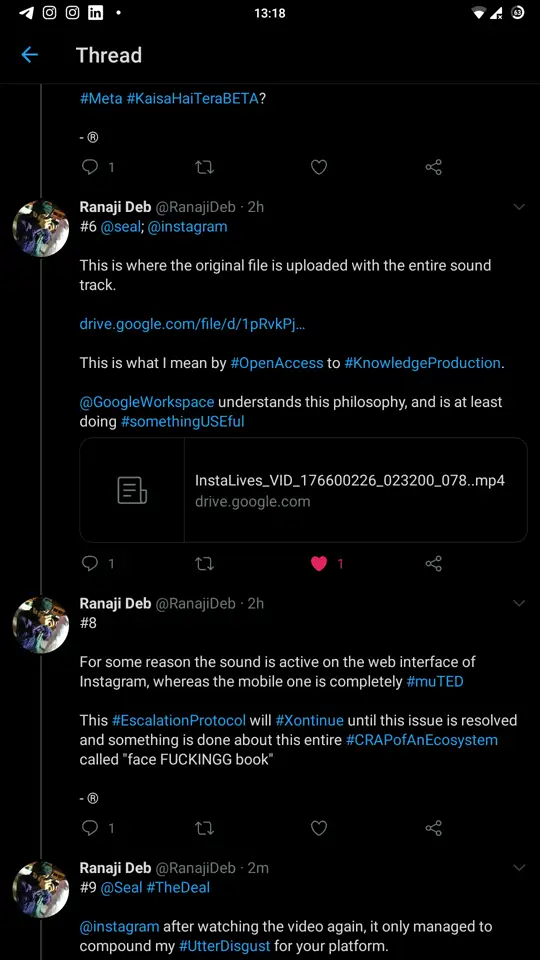 13:18
63
Thread
#Meta #KaisaHaiTeraBETA?
- ®
1
Ranaji Deb @RanajiDeb · 2h
#6 @seal; @instagram
This is where the original file is uploaded with the entire sound
track.
drive.google.com/file/d/1pRvkPj...
This is what I mean by #OpenAccess to #KnowledgeProduction.
@GoogleWorkspace understands this philosophy, and is at least
doing #somethingUSEful
InstaLives_VID_176600226_023200_078..mp4
drive.google.com
1
1
Ranaji Deb @RanajiDeb · 2h
#8
For some reason the sound is active on the web interface of
Instagram, whereas the mobile one is completely #muTED
This #EscalationProtocol will #Xontinue until this issue is resolved
and something is done about this entire #CRAPofAnEcosystem
called "face FUCKINGG book"
- ®
1
Ranaji Deb @RanajiDeb · 2m
#9 @Seal #TheDeal
@instagram after watching the video again, it only managed to
compound my #UtterDisgust for your platform.